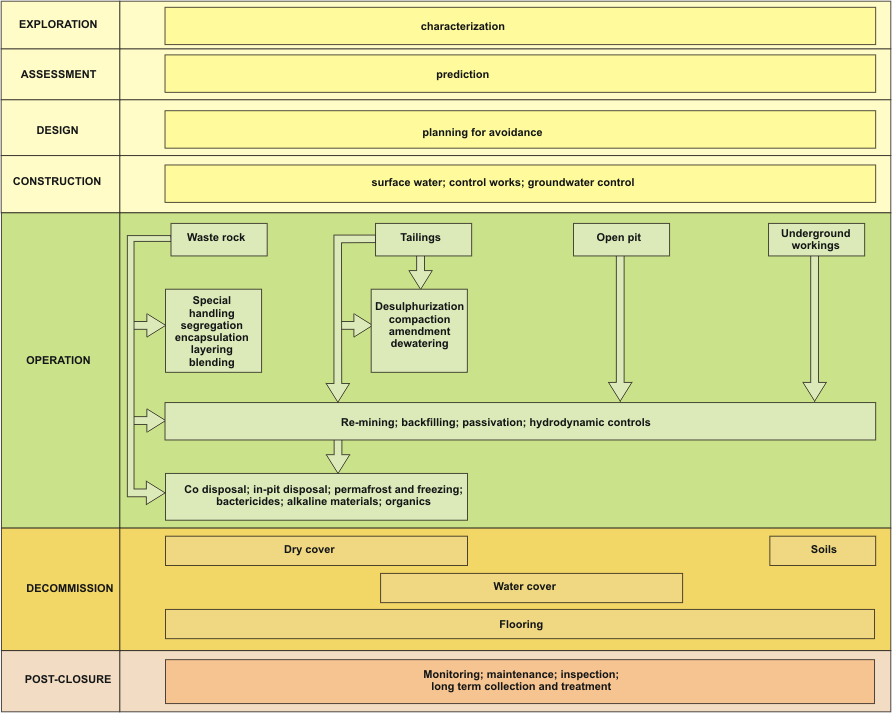 EXPLORATION
characterization
ASSESSMENT
prediction
DESIGN
planning for avoidance
CONSTRUCTION
surface water; control works; groundwater control
OPERATION
Waste rock
Tailings
Open pit
Underground
workings
Special
handling
segregation
encapsulation
layering
blending
Desulphurization
compaction
amendment
dewatering
Re-mining; backfilling; passivation; hydrodynamic controls
Co disposal; in-pit disposal; permafrost and freezing;
bactericides; alkaline materials; organics
DECOMMISSION
Dry cover
Soils
Water cover
Flooring
POST-CLOSURE
Monitoring; maintenance; inspection;
long term collection and treatment